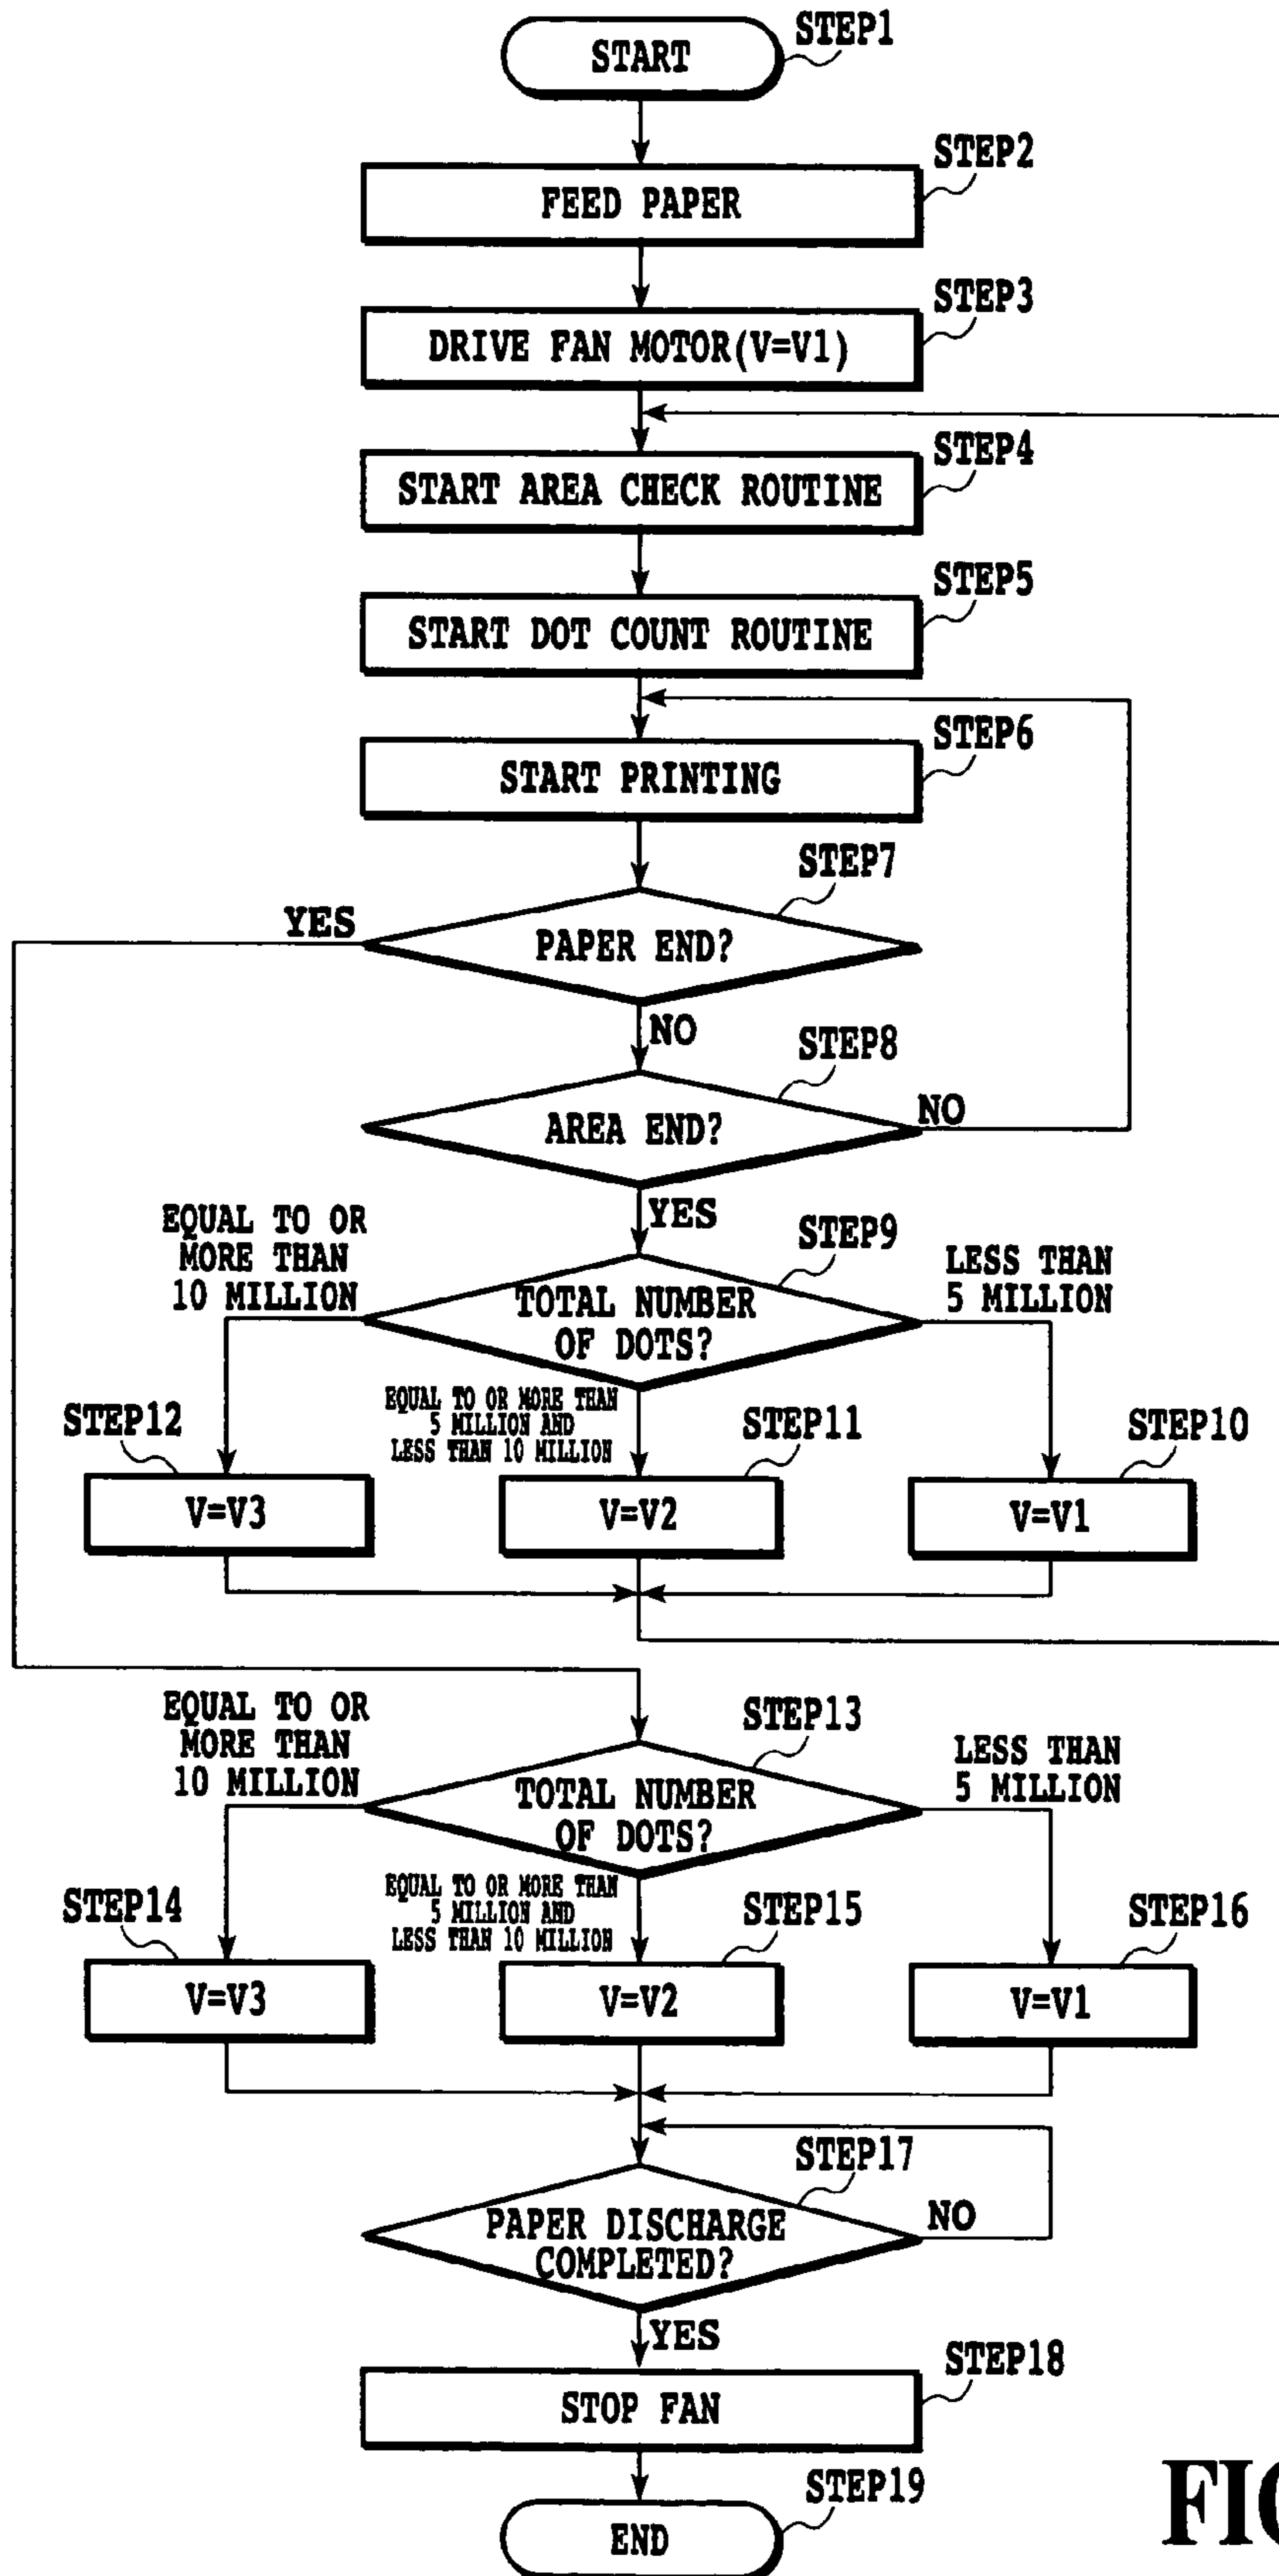 START
STEP1
FEED PAPER
STEP2
DRIVE FAN MOTOR(V=V1)
STEP3
START AREA CHECK ROUTINE
STEP4
START DOT COUNT ROUTINE
STEP5
START PRINTING
STEP6
STEP7
YES
PAPER END?
NO
STEP8
AREA END?
NO
YES
STEP9
EQUAL TO OR
MORE THAN
10 MILLION
TOTAL NUMBER
OF DOTS?
LESS THAN
5 MILLION
EQUAL TO OR MORE THAN
5 MILLION AND
LESS THAN 10 MILLION
STEP12
V=V3
STEP11
V=V2
STEP10
V=V1
EQUAL TO OR
MORE THAN
10 MILLION
STEP13
TOTAL NUMBER
OF DOTS?
LESS THAN
5 MILLION
EQUAL TO OR MORE THAN
5 MILLION AND
LESS THAN 10 MILLION
STEP14
V=V3
STEP15
V=V2
STEP16
V=V1
STEP17
PAPER DISCHARGE
COMPLETED?
NO
YES
STEP18
STOP FAN
STEP19
END